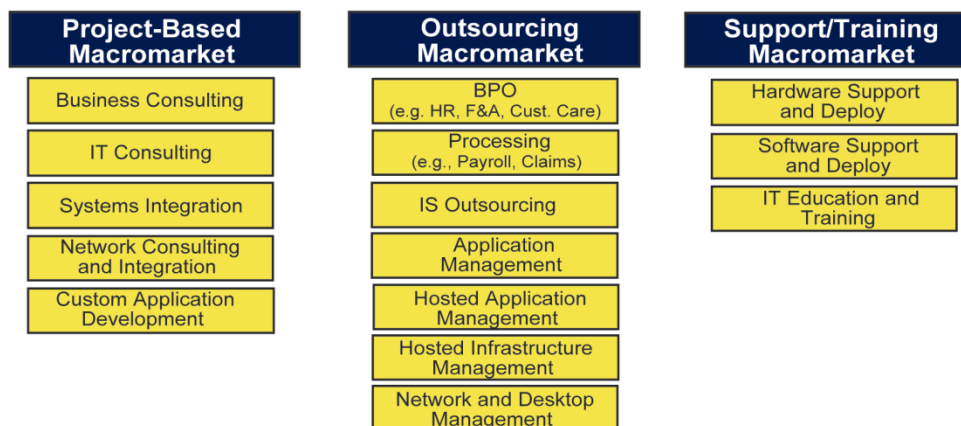 Project-Based
Macromarket
Business Consulting
IT Consulting
Systems Integration
Network Consulting
and Integration
Custom Application
Development
Outsourcing
Macromarket
BPO
(e.g. HR, F&A, Cust. Care)
Processing
(e.g., Payroll, Claims)
IS Outsourcing
Application
Management
Hosted Application
Management
Hosted Infrastructure
Management
Network and Desktop
Management
Support/Training
Macromarket
Hardware Support
and Deploy
Software Support
and Deploy
IT Education and
Training